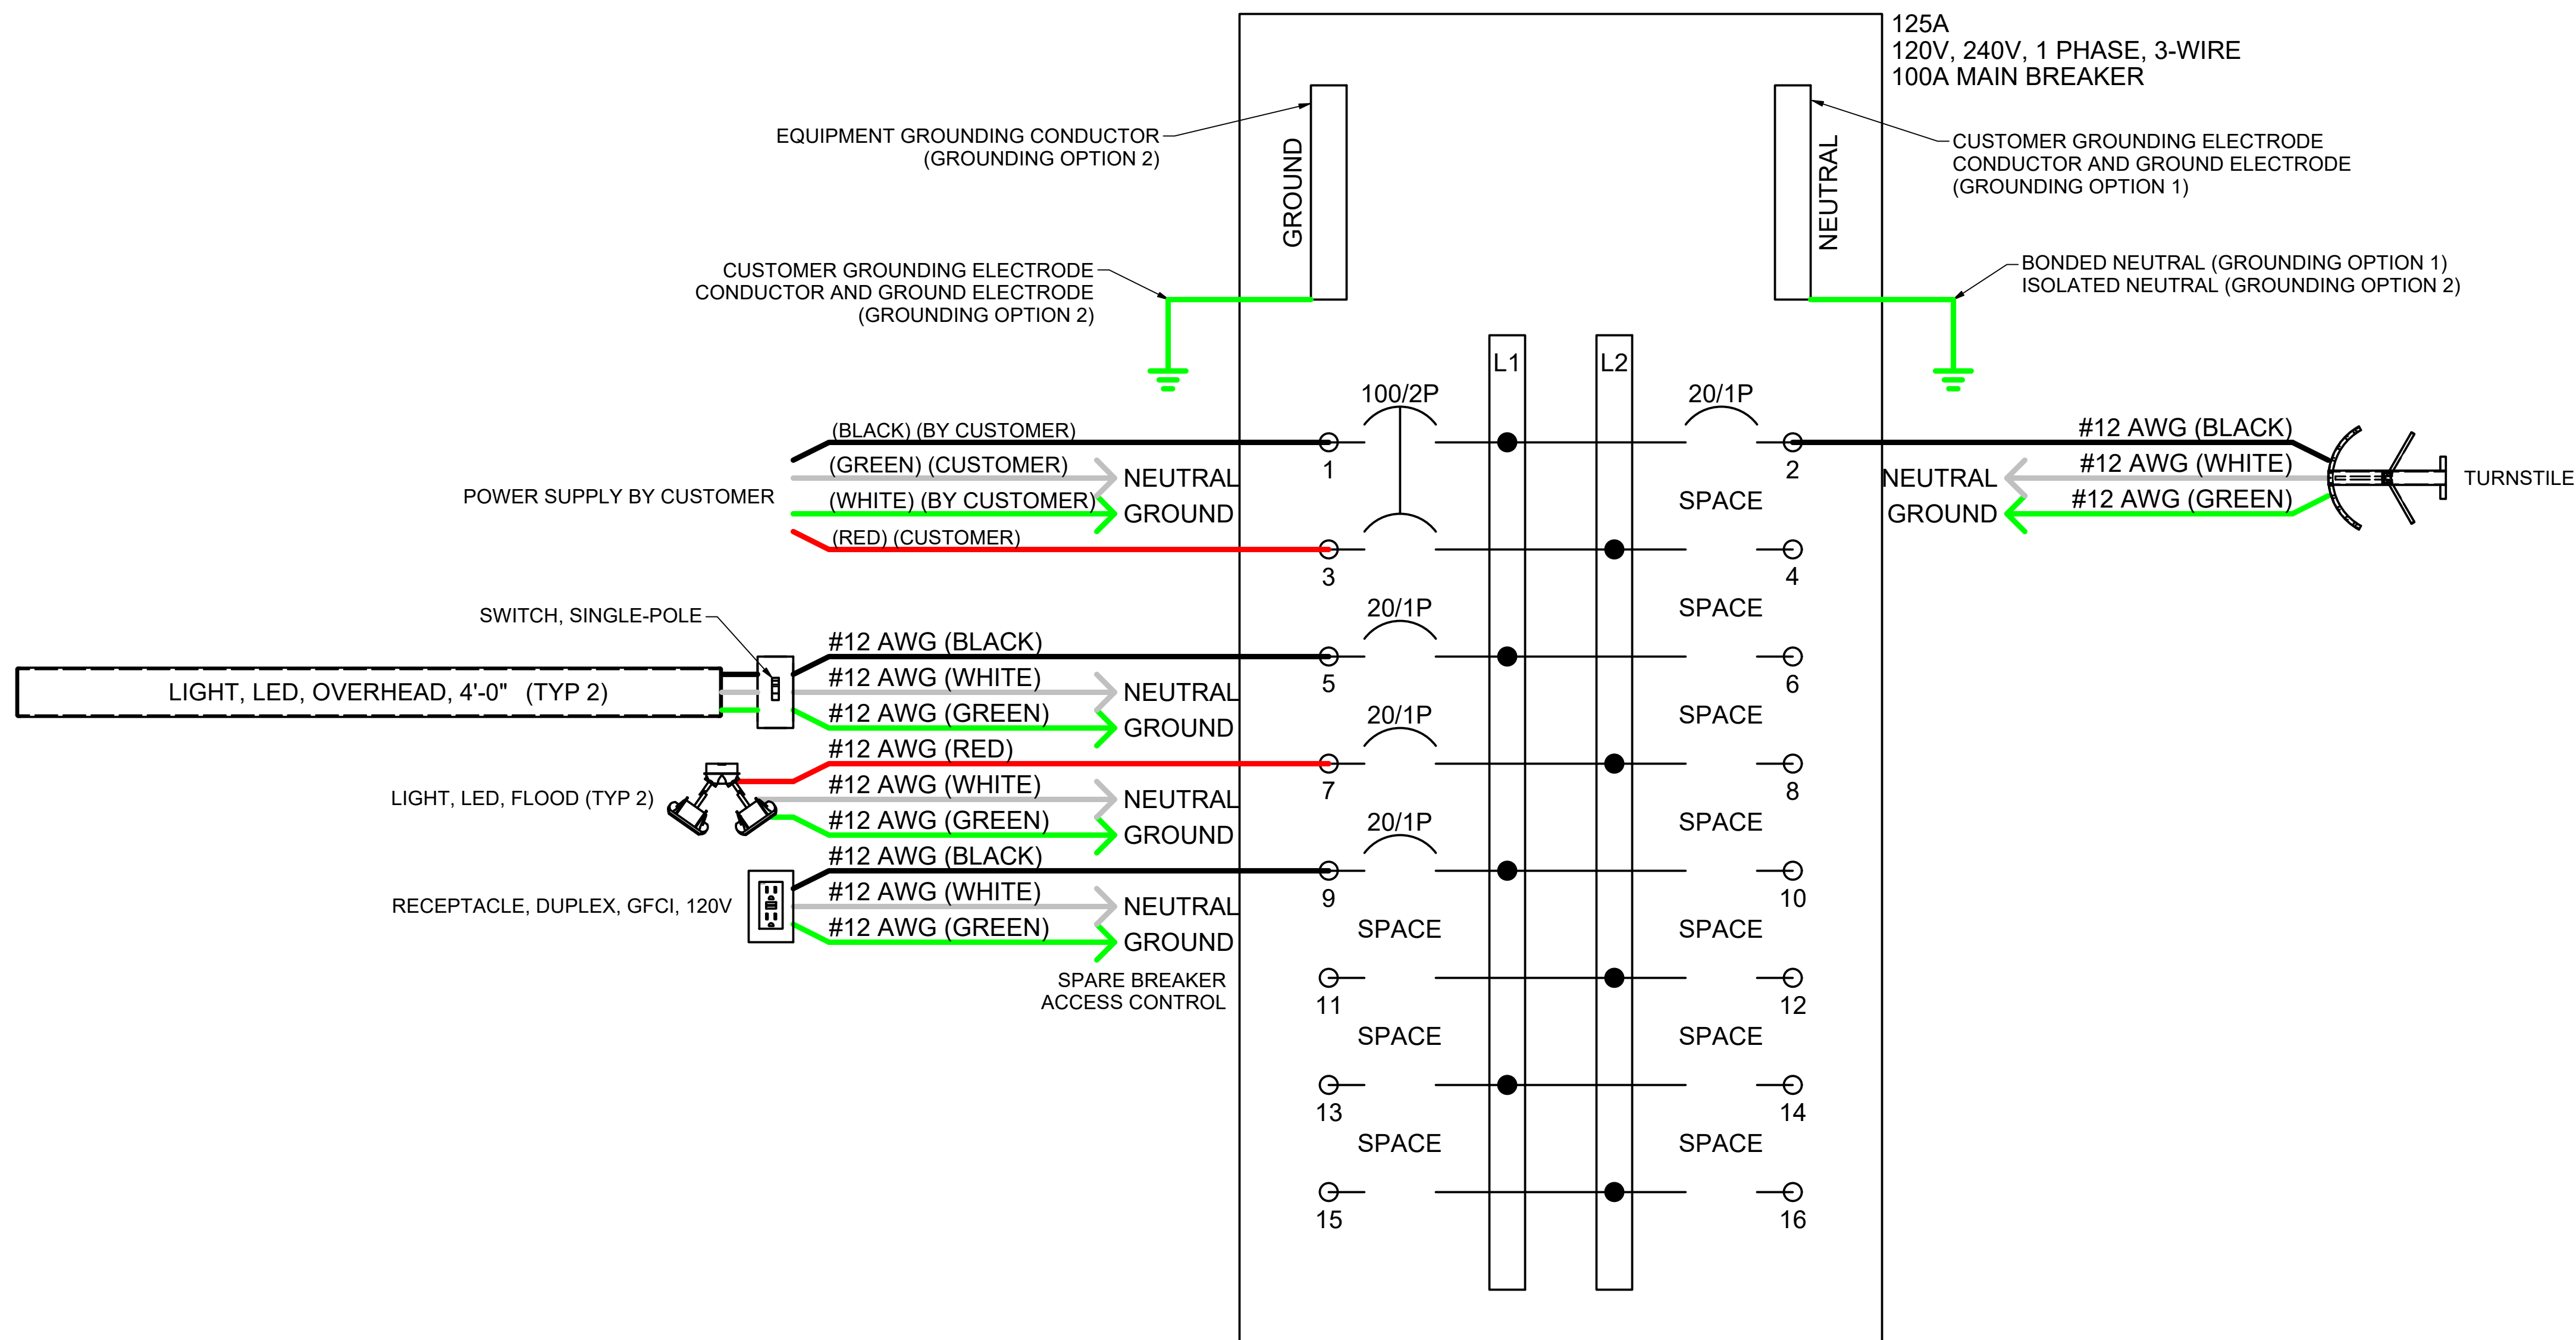 125A
120V, 240V, 1 PHASE, 3-WIRE
100A MAIN BREAKER
EQUIPMENT GROUNDING CONDUCTOR
(GROUNDING OPTION 2)
GROUND
NEUTRAL
CUSTOMER GROUNDING ELECTRODE
CONDUCTOR AND GROUND ELECTRODE
(GROUNDING OPTION 1)
CUSTOMER GROUNDING ELECTRODE
CONDUCTOR AND GROUND ELECTRODE
(GROUNDING OPTION 2)
BONDED NEUTRAL (GROUNDING OPTION 1)
ISOLATED NEUTRAL (GROUNDING OPTION 2)
L1
L2
100/2P
20/1P
POWER SUPPLY BY CUSTOMER
(BLACK) (BY CUSTOMER)
(GREEN) (CUSTOMER)
NEUTRAL
(WHITE) (BY CUSTOMER)
GROUND
(RED) (CUSTOMER)
1
3
2
SPACE
4
#12 AWG (BLACK)
#12 AWG (WHITE)
#12 AWG (GREEN)
NEUTRAL
GROUND
TURNSTILE
SWITCH, SINGLE-POLE
LIGHT, LED, OVERHEAD, 4'-0" (TYP 2)
#12 AWG (BLACK)
#12 AWG (WHITE)
#12 AWG (GREEN)
NEUTRAL
GROUND
20/1P
5
SPACE
6
LIGHT, LED, FLOOD (TYP 2)
#12 AWG (RED)
#12 AWG (WHITE)
#12 AWG (GREEN)
NEUTRAL
GROUND
20/1P
7
SPACE
8
RECEPTACLE, DUPLEX, GFCI, 120V
#12 AWG (BLACK)
#12 AWG (WHITE)
#12 AWG (GREEN)
NEUTRAL
GROUND
20/1P
9
SPACE
10
SPARE BREAKER
ACCESS CONTROL
SPACE
11
SPACE
12
SPACE
13
SPACE
14
SPACE
15
SPACE
16